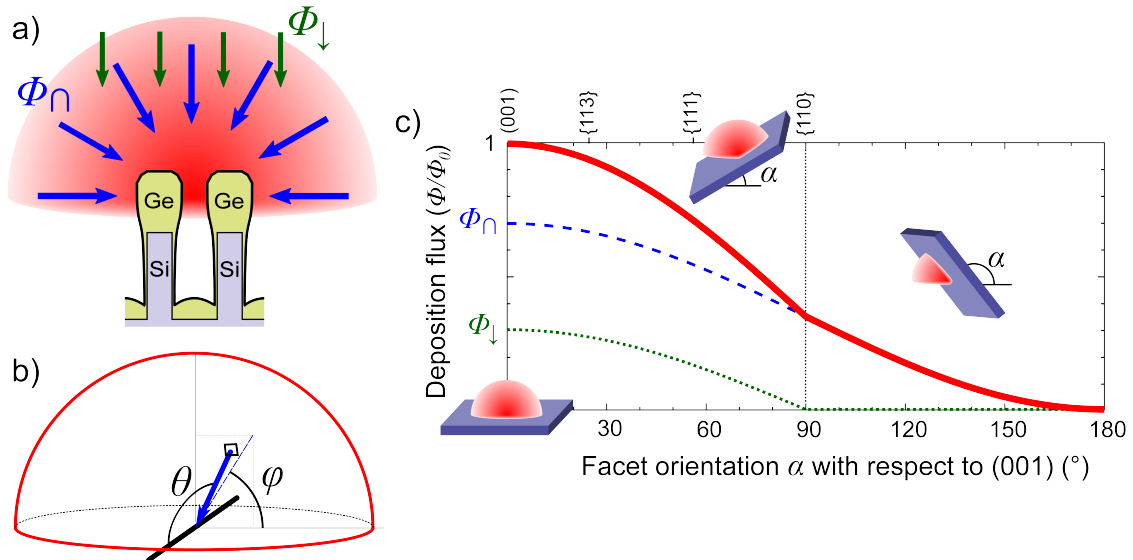 a)
Φ↓
Φ∩
Ge Ge
Si Si
b)
θ φ
c)
(001) {113} {111} {110}
1
Deposition flux (Φ/Φ0)
Φ∩
Φ↓
α
α
30 60 90 120 150 180
Facet orientation α with respect to (001) (°)